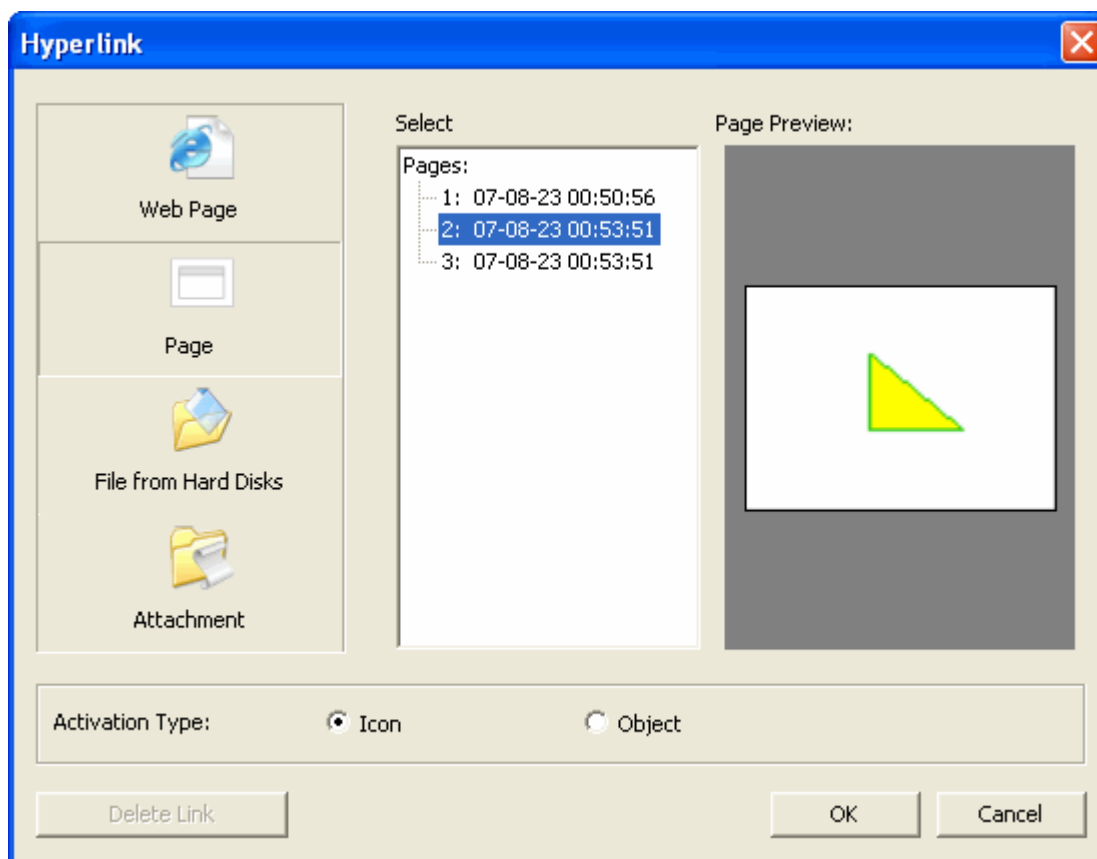 Hyperlink
Web Page
Page
File from Hard Disks
Attachment
Select
Pages:
1: 07-08-23 00:50:56
2: 07-08-23 00:53:51
3: 07-08-23 00:53:51
Page Preview:
Activation Type: Icon Object
Delete Link OK Cancel